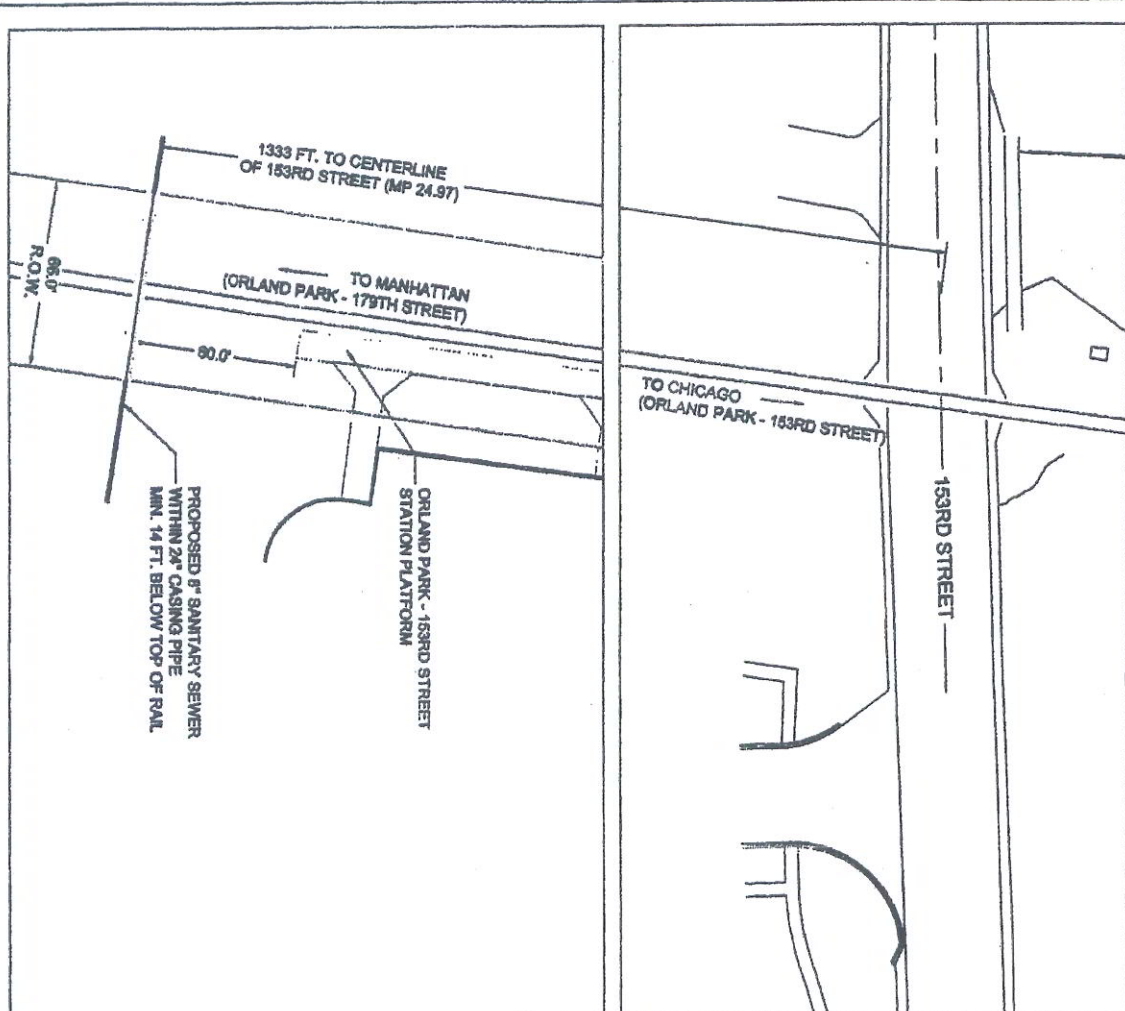 1333 FT. TO CENTERLINE
OF 153RD STREET (MP 24.97)
66.0'
R.O.W.
TO MANHATTAN
(ORLAND PARK - 179TH STREET)
60.0'
TO CHICAGO
(ORLAND PARK - 153RD STREET)
153RD STREET
ORLAND PARK - 153RD STREET
STATION PLATFORM
PROPOSED 8" SANITARY SEWER
WITHIN 24" CASING PIPE
MIN. 14 FT. BELOW TOP OF RAIL